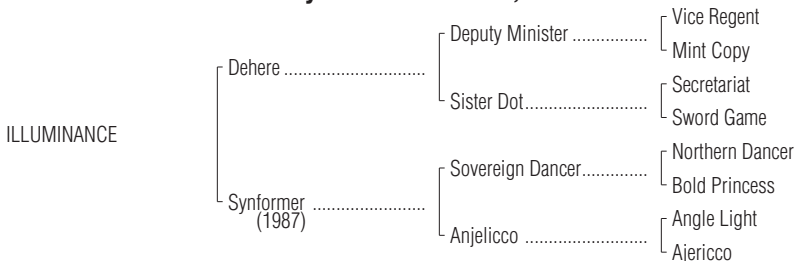 Vice Regent
Deputy Minister ................
Mint Copy
Dehere .............................
Secretariat
Sister Dot.........................
Sword Game
ILLUMINANCE
Northern Dancer
Sovereign Dancer..............
Bold Princess
Synformer .......................
(1987)
Angle Light
Anjelicco .........................
Ajericco